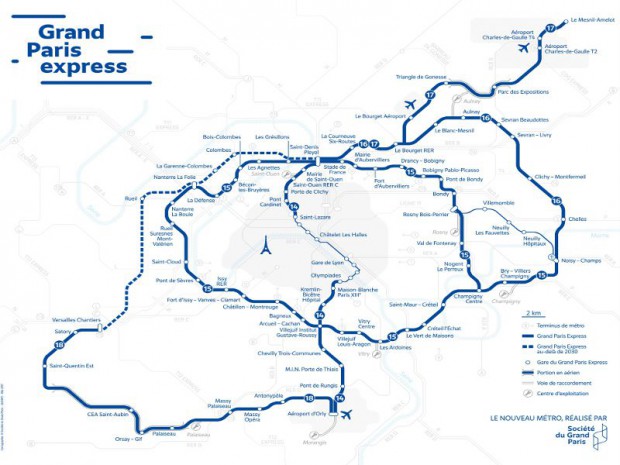 Grand
Paris
express
Le Mesnil-Amelot
17
Aéroport
Charles-de-Gaulle T4
Aéroport
Charles-de-Gaulle T2
Triangle de Gonesse
Parc des Expositions
17
Aulnay
Le Bourget Aéroport
Aulnay
16
Sevran Beaudottes
Le Blanc-Mesnil
Sevran - Livry
La Courneuve
Six-Routes
16
17
Le Bourget RER
Bois-Colombes
Les Grésillons
Colombes
Saint-Denis
Pleyel
La Garenne-Colombes
Les Agnettes
Stade de
France
Mairie
d'Aubervilliers
Drancy - Bobigny
Nanterre La Folie
15
Saint-Ouen
Mairie
de Saint-Ouen
Fort
d'Aubervilliers
15
Bobigny Pablo-Picasso
Clichy - Montfermeil
Bécon-
les-Bruyères
Saint-Ouen RER C
Porte de Clichy
Pont
de Bondy
Rueil
La Défense
Pont
Cardinet
14
Bondy
16
Nanterre
La Boule
Saint-Lazare
Rosny Bois-Perrier
Villemomble
Chelles
Rueil
Suresnes
Mont-
Valérien
Châtelet Les Halles
Rosny
Neuilly
Les Fauvettes
Val de Fontenay
Neuilly
Hôpitaux
Saint-Cloud
Gare de Lyon
Noisy - Champs
Olympiades
Nogent
Le Perreux
15
Bry - Villiers
Champigny
15
Pont de Sèvres
15
Issy
RER
Kremlin-
Bicêtre
Hôpital
Maison-Blanche
Paris XIIIᵉ
Champigny
Centre
Champigny
Fort d'Issy - Vanves - Clamart
Châtillon - Montrouge
Saint-Maur - Créteil
Versailles Chantiers
Bagneux
14
Vitry
Centre
Créteil l'Echat
Satory
Arcueil - Cachan
Villejuif Institut
Gustave-Roussy
Villejuif
Louis-Aragon
15
Le Vert de Maisons
18
Les Ardoines
Chevilly Trois-Communes
Saint-Quentin Est
M.I.N. Porte de Thiais
Pont de Rungis
Antonypôle
18
14
Massy
Palaiseau
CEA Saint-Aubin
Massy
Opéra
Aéroport d'Orly
Orsay - Gif
Palaiseau
Morangis
2 km
Terminus de métro
Grand Paris Express
Grand Paris Express
au-delà de 2030
Gare du Grand Paris Express
Portion en aérien
Voie de raccordement
Centre d'exploitation
LE NOUVEAU MÉTRO, RÉALISÉ PAR
Société
du Grand
Paris